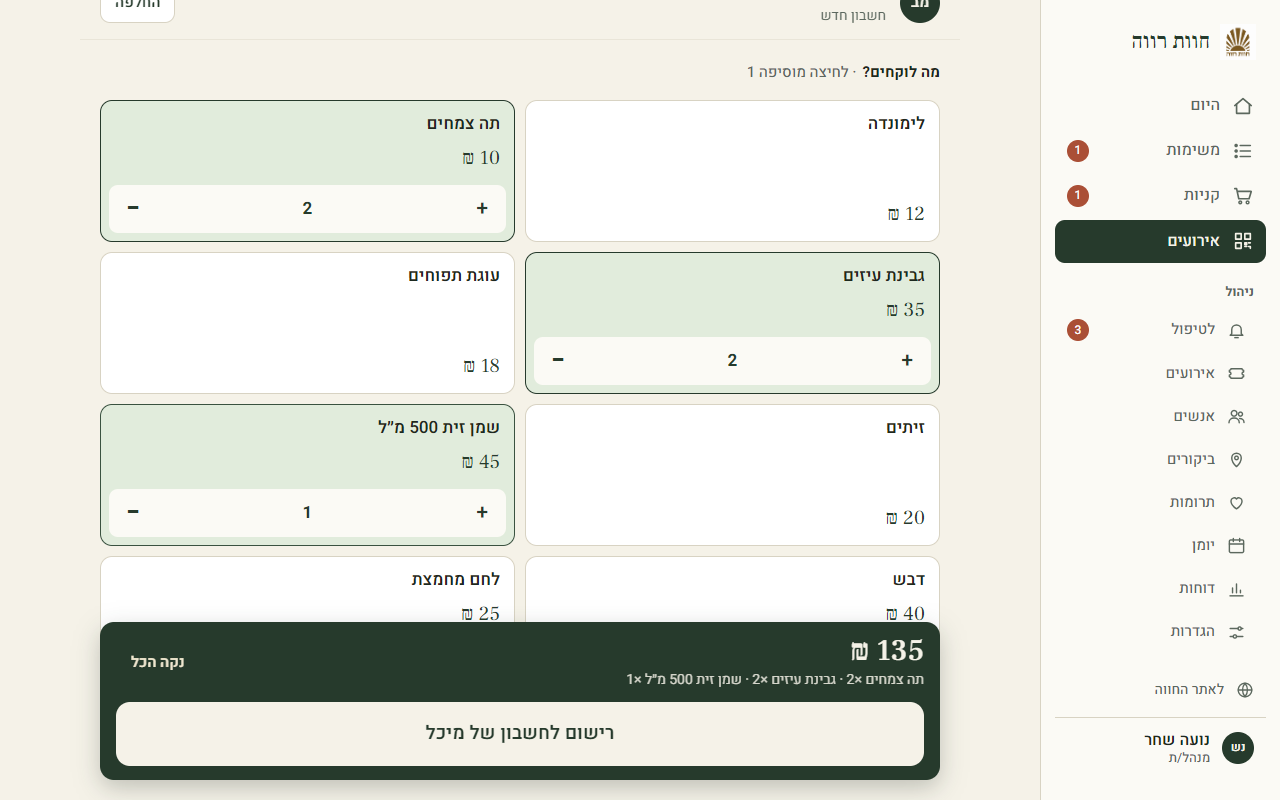 חוות רווה
היום
משימות 1
קניות 1
אירועים
ניהול
לטיפול 3
אירועים
אנשים
ביקורים
תרומות
יומן
דוחות
הגדרות
לאתר החווה
נש נועה שחר
מנהל/ת
מב
חשבון חדש
החלפה
מה לוקחים? · לחיצה מוסיפה 1
לימונדה
12 ₪
תה צמחים
10 ₪
+ 2 −
גבינת עיזים
35 ₪
+ 2 −
עוגת תפוחים
18 ₪
זיתים
20 ₪
שמן זית 500 מ״ל
45 ₪
+ 1 −
דבש
40 ₪
לחם מחמצת
25 ₪
135 ₪
תה צמחים ×2 · גבינת עיזים ×2 · שמן זית 500 מ״ל ×1
נקה הכל
רישום לחשבון של מיכל